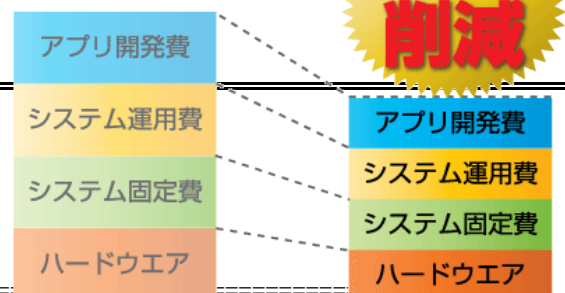 削減
アプリ開発費
システム運用費
システム固定費
ハードウエア
アプリ開発費
システム運用費
システム固定費
ハードウエア